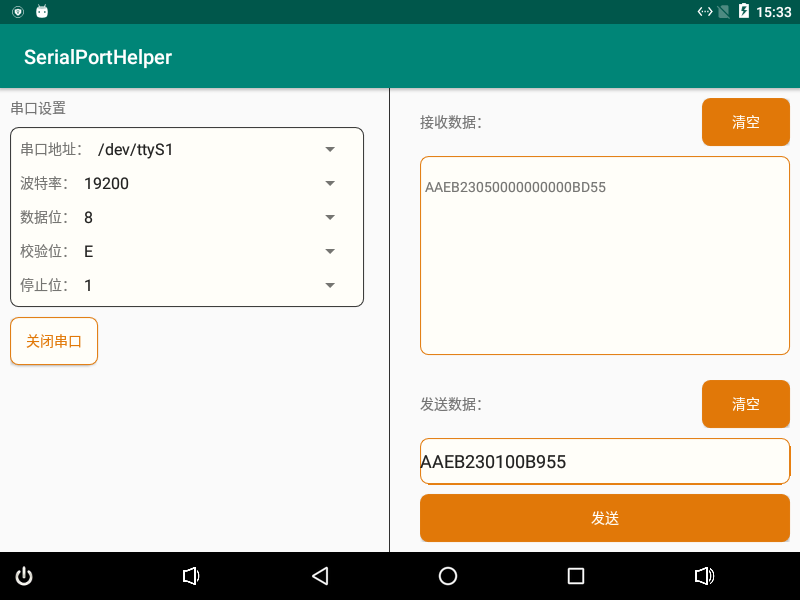 15:33
SerialPortHelper
串口设置
串口地址： /dev/ttyS1
波特率： 19200
数据位： 8
校验位： E
停止位： 1
关闭串口
接收数据： 清空
AAEB23050000000000BD55
发送数据： 清空
AAEB230100B955
发送